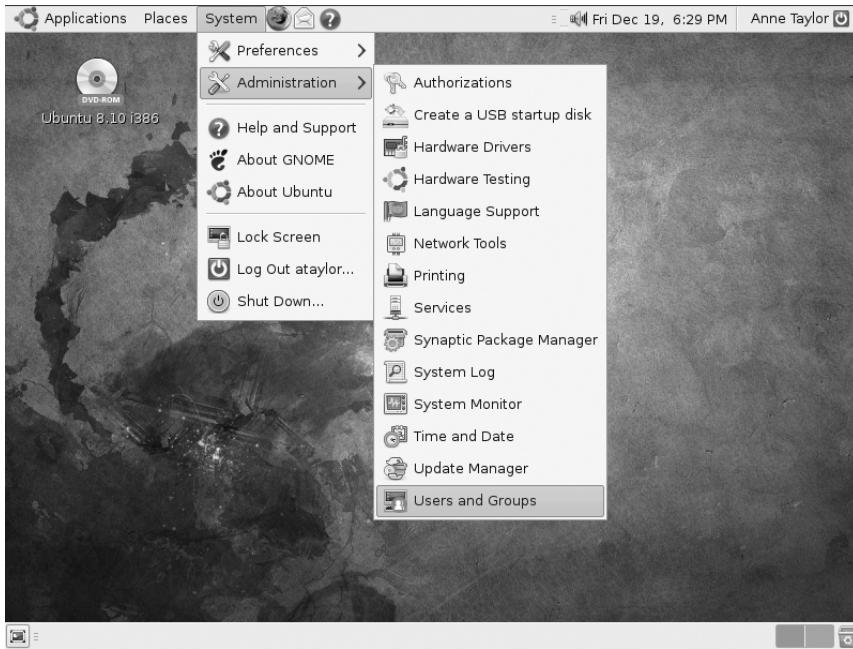 Applications Places System Fri Dec 19, 6:29 PM Anne Taylor
Preferences
Administration
Help and Support
About GNOME
About Ubuntu
Lock Screen
Log Out ataylor...
Shut Down...
Authorizations
Create a USB startup disk
Hardware Drivers
Hardware Testing
Language Support
Network Tools
Printing
Services
Synaptic Package Manager
System Log
System Monitor
Time and Date
Update Manager
Users and Groups
DVD-ROM
Ubuntu 8.10 i386